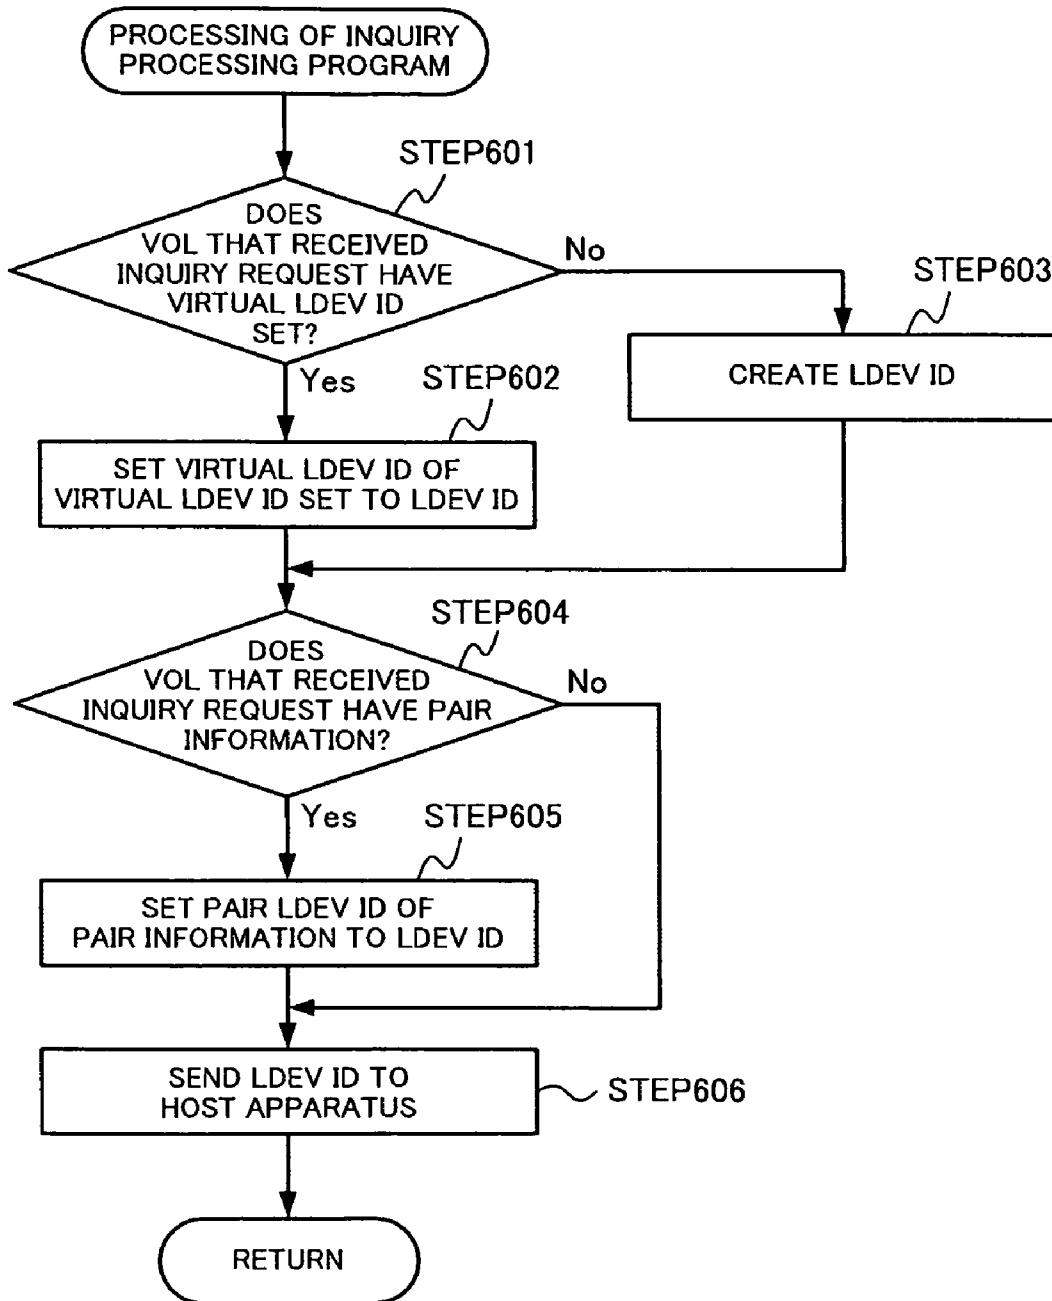 PROCESSING OF INQUIRY
PROCESSING PROGRAM
STEP601
DOES
VOL THAT RECEIVED
INQUIRY REQUEST HAVE
VIRTUAL LDEV ID
SET?
No
STEP603
CREATE LDEV ID
Yes
STEP602
SET VIRTUAL LDEV ID OF
VIRTUAL LDEV ID SET TO LDEV ID
STEP604
DOES
VOL THAT RECEIVED
INQUIRY REQUEST HAVE PAIR
INFORMATION?
No
Yes
STEP605
SET PAIR LDEV ID OF
PAIR INFORMATION TO LDEV ID
SEND LDEV ID TO
HOST APPARATUS
STEP606
RETURN